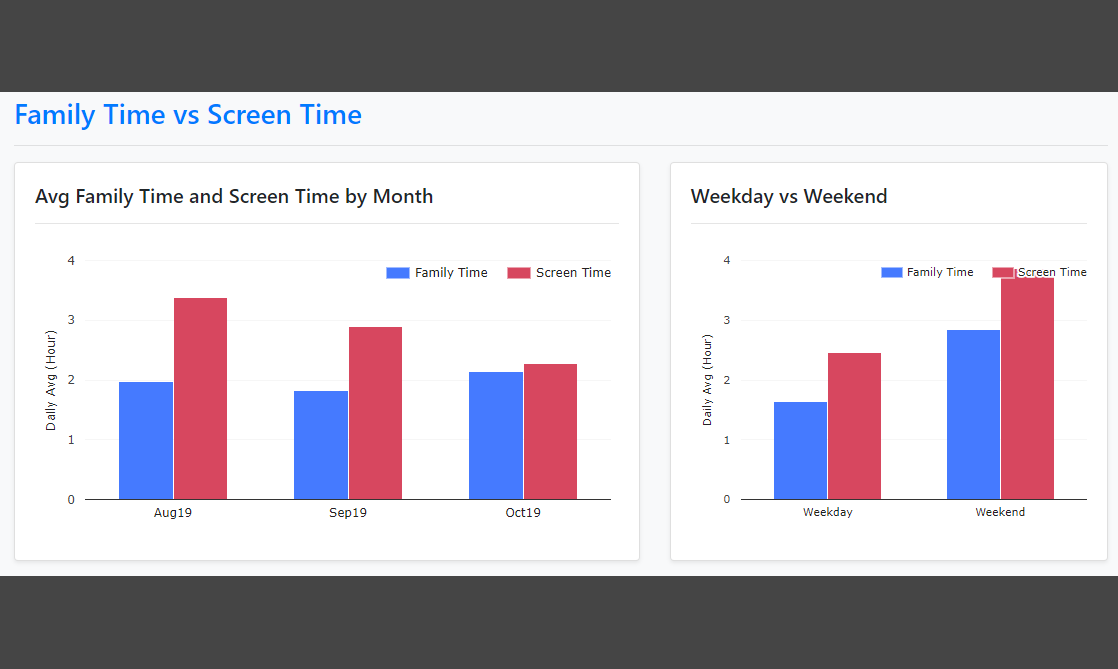 Family Time vs Screen Time
Avg Family Time and Screen Time by Month
Family Time
Screen Time
Daily Avg (Hour)
4
3
2
1
0
Aug19
Sep19
Oct19
Weekday vs Weekend
Family Time
Screen Time
Daily Avg (Hour)
4
3
2
1
0
Weekday
Weekend